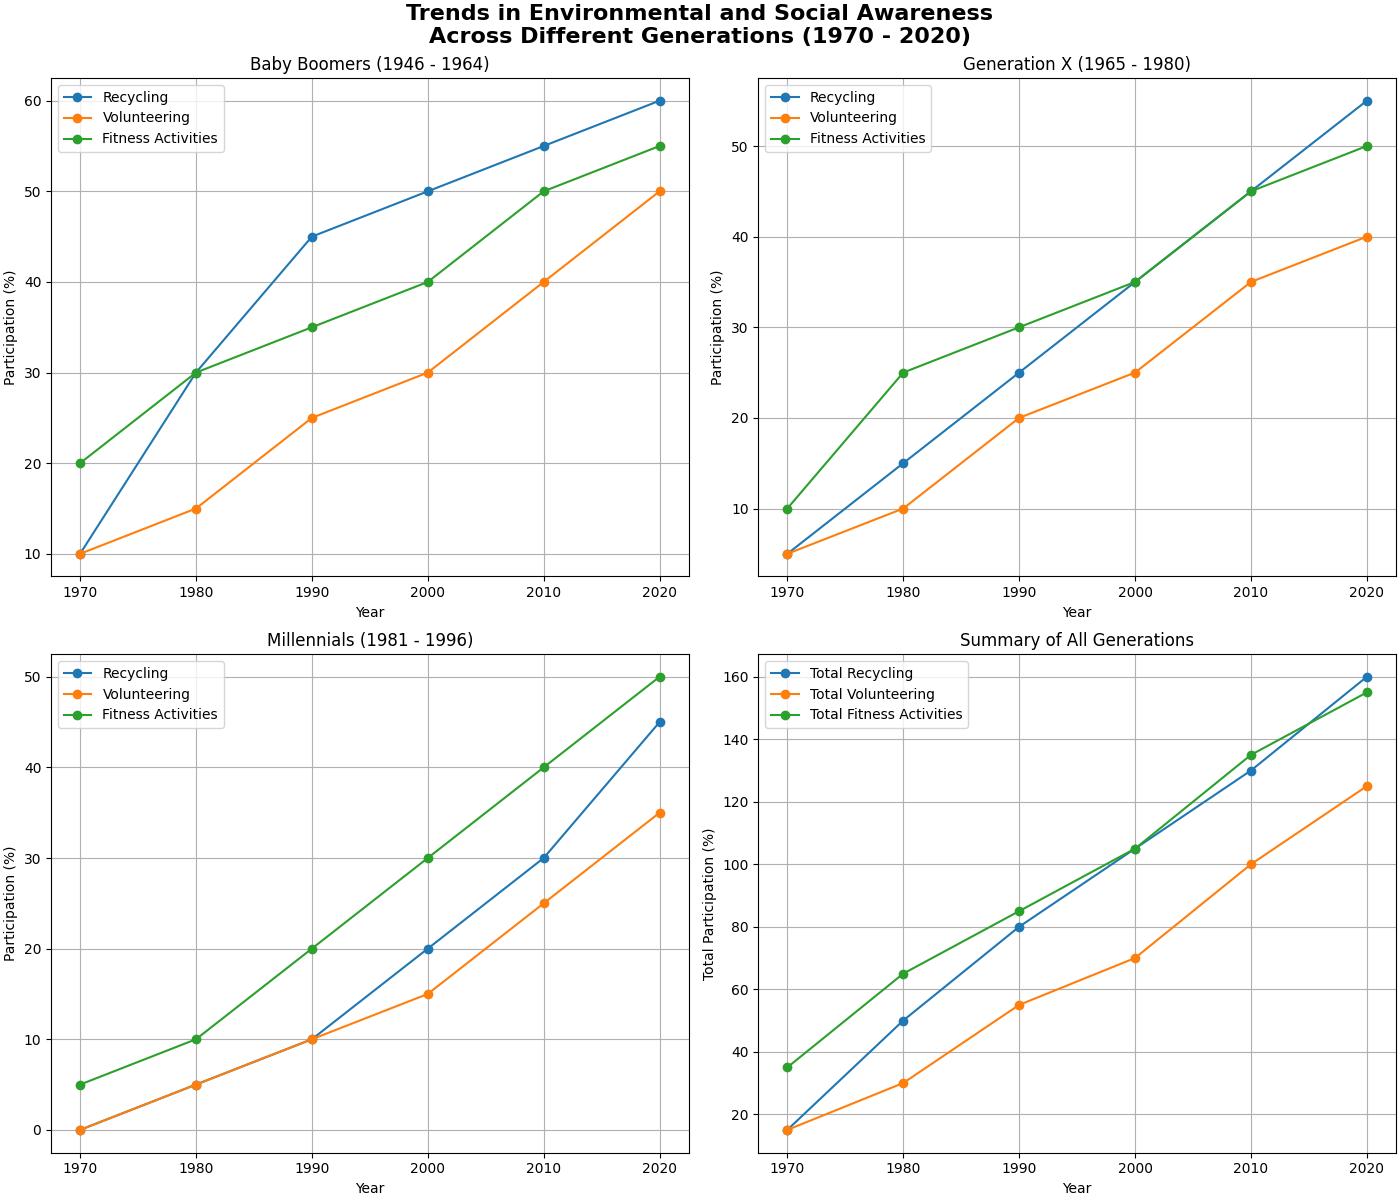 Trends in Environmental and Social Awareness
Across Different Generations (1970 - 2020)
Baby Boomers (1946 - 1964)
Recycling
Volunteering
Fitness Activities
60
50
40
30
20
10
Participation (%)
1970 1980 1990 2000 2010 2020
Year
Generation X (1965 - 1980)
Recycling
Volunteering
Fitness Activities
50
40
30
20
10
Participation (%)
1970 1980 1990 2000 2010 2020
Year
Millennials (1981 - 1996)
Recycling
Volunteering
Fitness Activities
50
40
30
20
10
0
Participation (%)
1970 1980 1990 2000 2010 2020
Year
Summary of All Generations
Total Recycling
Total Volunteering
Total Fitness Activities
160
140
120
100
80
60
40
20
Total Participation (%)
1970 1980 1990 2000 2010 2020
Year